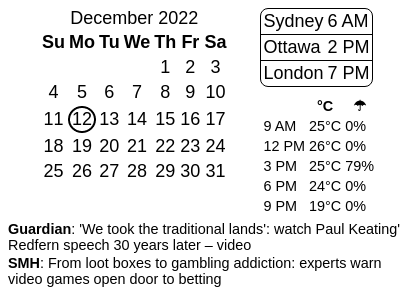 December 2022
Su Mo Tu We Th Fr Sa
1 2 3
4 5 6 7 8 9 10
11 12 13 14 15 16 17
18 19 20 21 22 23 24
25 26 27 28 29 30 31
Sydney 6 AM
Ottawa 2 PM
London 7 PM
°C ☂
9 AM 25°C 0%
12 PM 26°C 0%
3 PM 25°C 79%
6 PM 24°C 0%
9 PM 19°C 0%
Guardian: 'We took the traditional lands': watch Paul Keating'
Redfern speech 30 years later – video
SMH: From loot boxes to gambling addiction: experts warn
video games open door to betting